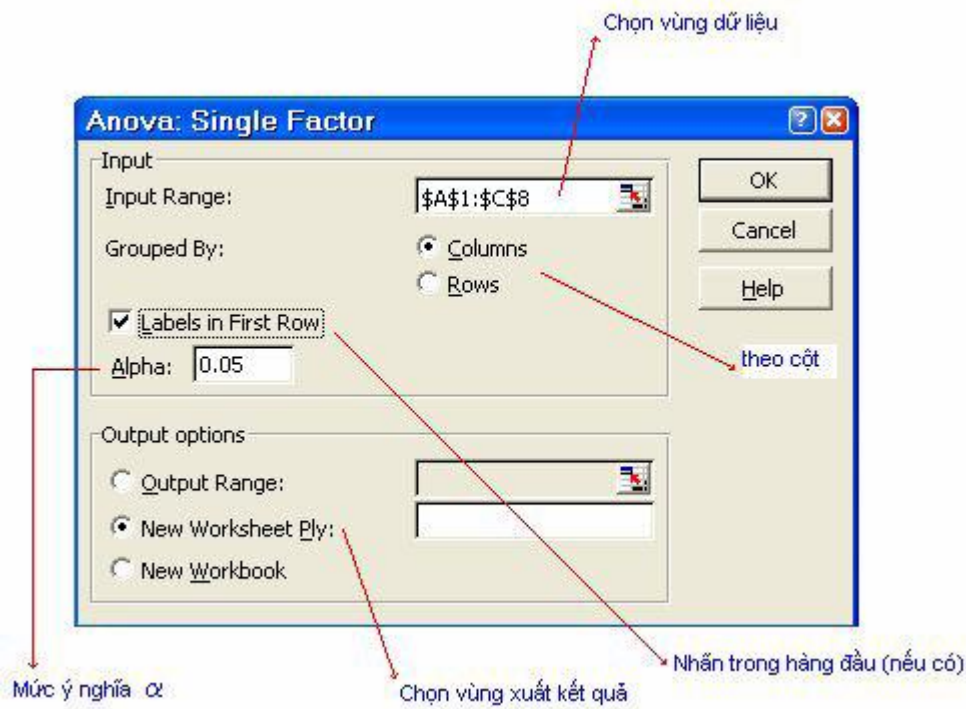 Chọn vùng dữ liệu
Anova: Single Factor
Input
Input Range:
$A$1:$C$8
OK
Grouped By:
Columns
Cancel
Rows
Help
Labels in First Row
Alpha:
0.05
theo cột
Output options
Output Range:
New Worksheet Ply:
New Workbook
Nhãn trong hàng đầu (nếu có)
Mức ý nghĩa α
Chọn vùng xuất kết quả